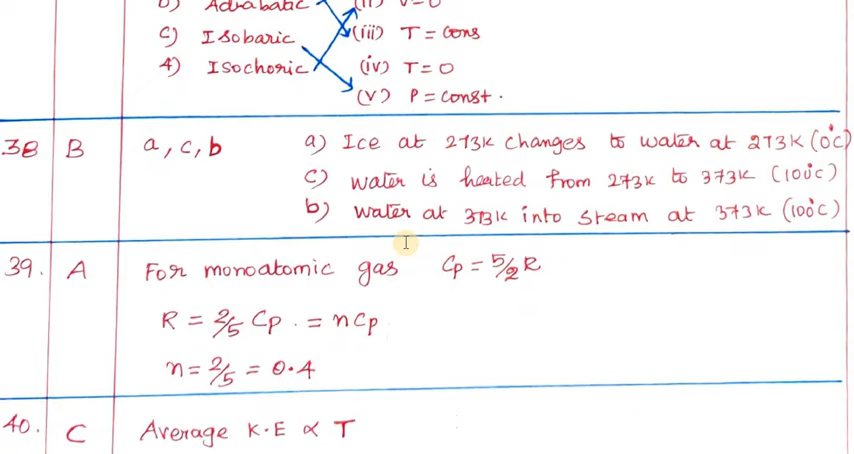 b) Adiabatic (ii) V = 0
c) Isobaric (iii) T = Cons
4) Isochoric (iv) T = 0
(v) P = const.
38 B a, c, b a) Ice at 273K changes to water at 273K (0°C)
c) water is heated from 273K to 373K (100°C)
b) water at 373K into steam at 373K (100°C)
39. A For monoatomic gas Cp = 5/2 R
R = 2/5 Cp. = nCp
n = 2/5 = 0.4
40. C Average K.E ∝ T